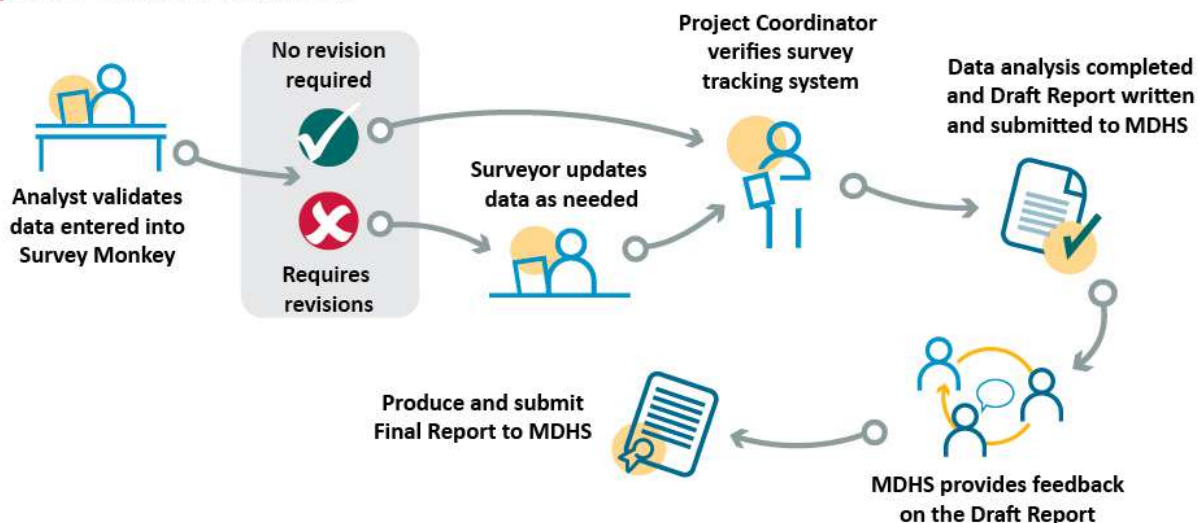 Analyst validates
data entered into
Survey Monkey
No revision
required
Requires
revisions
Surveyor updates
data as needed
Project Coordinator
verifies survey
tracking system
Data analysis completed
and Draft Report written
and submitted to MDHS
MDHS provides feedback
on the Draft Report
Produce and submit
Final Report to MDHS